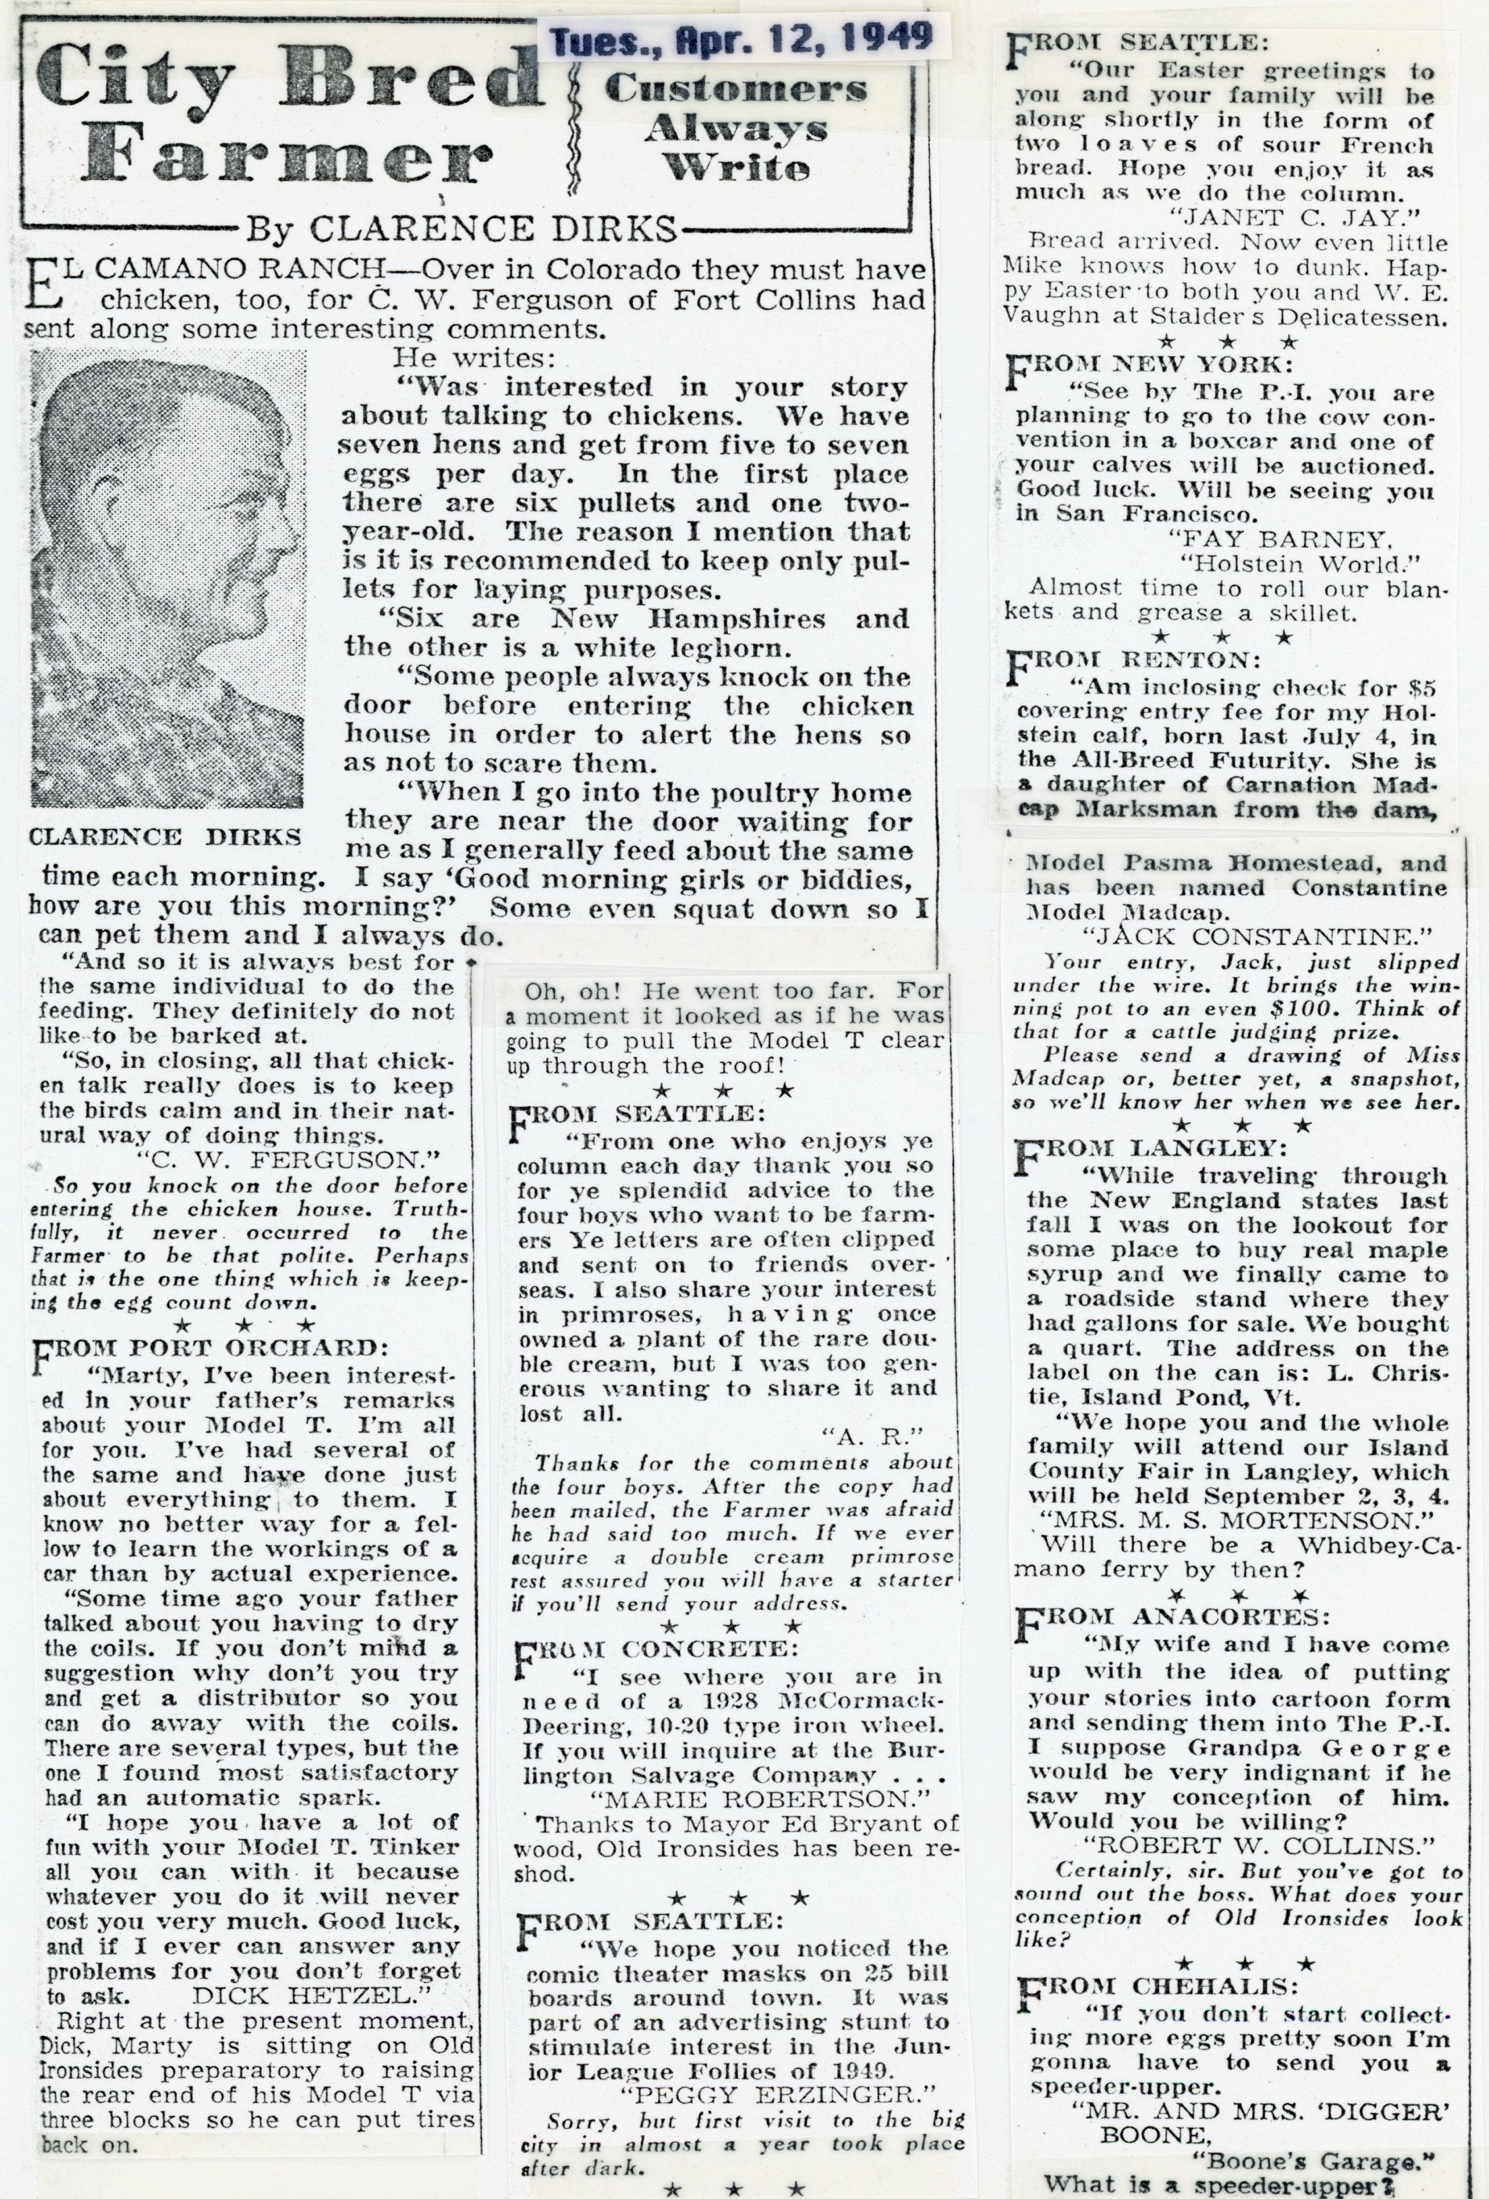 Tues., Apr. 12, 1949
City Bred
Farmer
Customers
Always
Write
By CLARENCE DIRKS
EL CAMANO RANCH—Over in Colorado they must have
chicken, too, for C. W. Ferguson of Fort Collins had
sent along some interesting comments.
He writes:
“Was interested in your story
about talking to chickens. We have
seven hens and get from five to seven
eggs per day. In the first place
there are six pullets and one two-
year-old. The reason I mention that
is it is recommended to keep only pul-
lets for laying purposes.
“Six are New Hampshires and
the other is a white leghorn.
“Some people always knock on the
door before entering the chicken
house in order to alert the hens so
as not to scare them.
“When I go into the poultry home
they are near the door waiting for
me as I generally feed about the same
CLARENCE DIRKS
time each morning. I say ‘Good morning girls or biddies,
how are you this morning?’ Some even squat down so I
can pet them and I always do.
“And so it is always best for
the same individual to do the
feeding. They definitely do not
like to be barked at.
“So, in closing, all that chick-
en talk really does is to keep
the birds calm and in their nat-
ural way of doing things.
“C. W. FERGUSON.”
So you knock on the door before
entering the chicken house. Truth-
fully, it never occurred to the
Farmer to be that polite. Perhaps
that is the one thing which is keep-
ing the egg count down.
★ ★ ★
FROM PORT ORCHARD:
“Marty, I've been interest-
ed in your father's remarks
about your Model T. I'm all
for you. I've had several of
the same and have done just
about everything to them. I
know no better way for a fel-
low to learn the workings of a
car than by actual experience.
“Some time ago your father
talked about you having to dry
the coils. If you don't mind a
suggestion why don't you try
and get a distributor so you
can do away with the coils.
There are several types, but the
one I found most satisfactory
had an automatic spark.
“I hope you have a lot of
fun with your Model T. Tinker
all you can with it because
whatever you do it will never
cost you very much. Good luck,
and if I ever can answer any
problems for you don't forget
to ask. DICK HETZEL.”
Right at the present moment,
Dick, Marty is sitting on Old
Ironsides preparatory to raising
the rear end of his Model T via
three blocks so he can put tires
back on.
Oh, oh! He went too far. For
a moment it looked as if he was
going to pull the Model T clear
up through the roof!
★ ★ ★
FROM SEATTLE:
“From one who enjoys ye
column each day thank you so
for ye splendid advice to the
four boys who want to be farm-
ers Ye letters are often clipped
and sent on to friends over-
seas. I also share your interest
in primroses, having once
owned a plant of the rare dou-
ble cream, but I was too gen-
erous wanting to share it and
lost all.
“A. R.”
Thanks for the comments about
the four boys. After the copy had
been mailed, the Farmer was afraid
he had said too much. If we ever
acquire a double cream primrose
rest assured you will have a starter
if you'll send your address.
★ ★ ★
FROM CONCRETE:
“I see where you are in
need of a 1928 McCormack-
Deering, 10-20 type iron wheel.
If you will inquire at the Bur-
lington Salvage Company . . .
“MARIE ROBERTSON.”
Thanks to Mayor Ed Bryant of
wood, Old Ironsides has been re-
shod.
★ ★ ★
FROM SEATTLE:
“We hope you noticed the
comic theater masks on 25 bill
boards around town. It was
part of an advertising stunt to
stimulate interest in the Jun-
ior League Follies of 1949.
“PEGGY ERZINGER.”
Sorry, but first visit to the big
city in almost a year took place
after dark.
★ ★ ★
FROM SEATTLE:
“Our Easter greetings to
you and your family will be
along shortly in the form of
two loaves of sour French
bread. Hope you enjoy it as
much as we do the column.
“JANET C. JAY.”
Bread arrived. Now even little
Mike knows how to dunk. Hap-
py Easter to both you and W. E.
Vaughn at Stalder s Delicatessen.
★ ★ ★
FROM NEW YORK:
“See by The P.-I. you are
planning to go to the cow con-
vention in a boxcar and one of
your calves will be auctioned.
Good luck. Will be seeing you
in San Francisco.
“FAY BARNEY,
“Holstein World.”
Almost time to roll our blan-
kets and grease a skillet.
★ ★ ★
FROM RENTON:
“Am inclosing check for $5
covering entry fee for my Hol-
stein calf, born last July 4, in
the All-Breed Futurity. She is
a daughter of Carnation Mad-
cap Marksman from the dam,
Model Pasma Homestead, and
has been named Constantine
Model Madcap.
“JACK CONSTANTINE.”
Your entry, Jack, just slipped
under the wire. It brings the win-
ning pot to an even $100. Think of
that for a cattle judging prize.
Please send a drawing of Miss
Madcap or, better yet, a snapshot,
so we'll know her when we see her.
★ ★ ★
FROM LANGLEY:
“While traveling through
the New England states last
fall I was on the lookout for
some place to buy real maple
syrup and we finally came to
a roadside stand where they
had gallons for sale. We bought
a quart. The address on the
label on the can is: L. Chris-
tie, Island Pond, Vt.
“We hope you and the whole
family will attend our Island
County Fair in Langley, which
will be held September 2, 3, 4.
“MRS. M. S. MORTENSON.”
Will there be a Whidbey-Ca-
mano ferry by then?
★ ★ ★
FROM ANACORTES:
“My wife and I have come
up with the idea of putting
your stories into cartoon form
and sending them into The P.-I.
I suppose Grandpa George
would be very indignant if he
saw my conception of him.
Would you be willing?
“ROBERT W. COLLINS.”
Certainly, sir. But you've got to
sound out the boss. What does your
conception of Old Ironsides look
like?
★ ★ ★
FROM CHEHALIS:
“If you don't start collect-
ing more eggs pretty soon I'm
gonna have to send you a
speeder-upper.
“MR. AND MRS. ‘DIGGER’
BOONE,
“Boone's Garage.”
What is a speeder-upper?